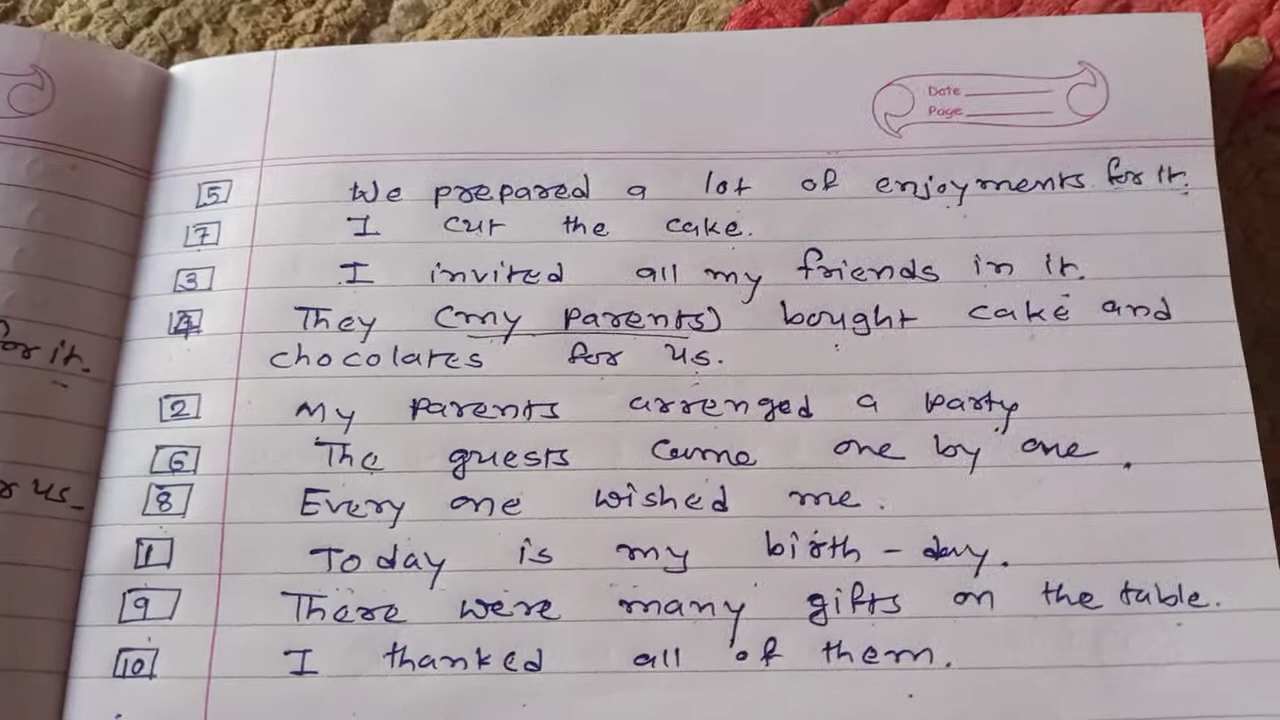 Date
Page
5 We prepared a lot of enjoyments for it.
7 I cut the cake.
3 I invited all my friends in it.
4 They (my parents) bought cake and
chocolates for us.
2 My parents arrenged a party
6 The guests came one by one.
8 Every one wished me.
1 Today is my birth-day.
9 There were many gifts on the table.
10 I thanked all of them.
for it.
us